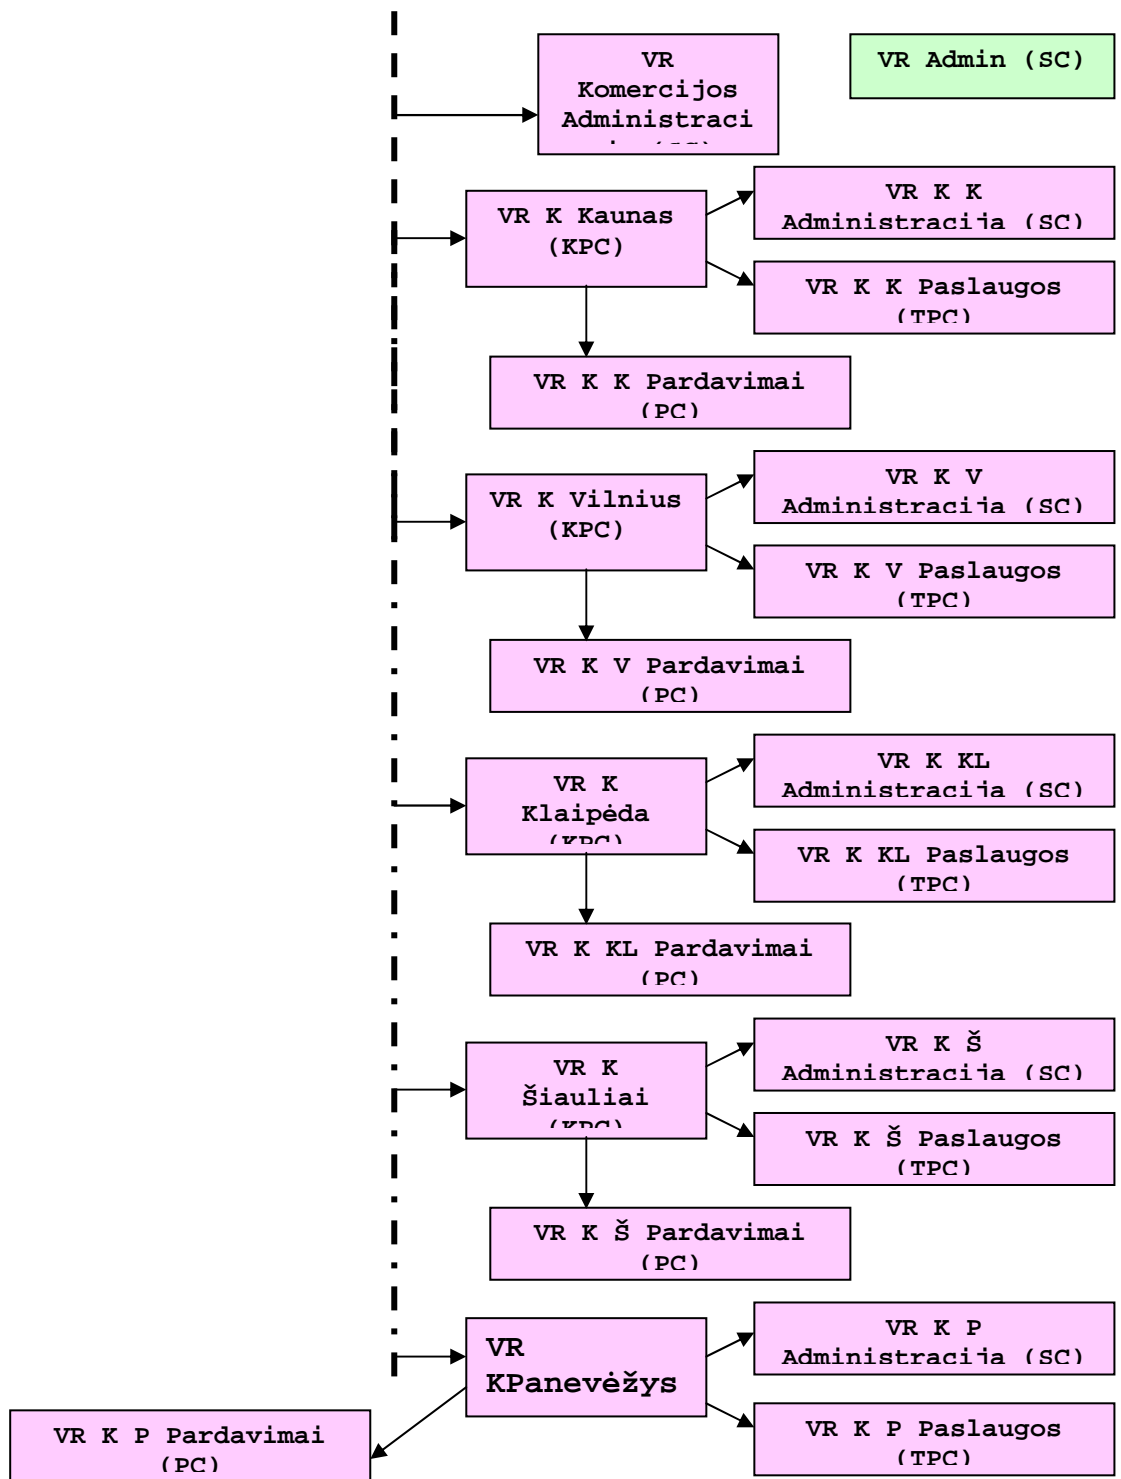 VR
Komercijos
Administraci
VR Admin (SC)
VR K Kaunas
(KPC)
VR K K
Administracija (SC)
VR K K Paslaugos
(TPC)
VR K K Pardavimai
(PC)
VR K Vilnius
(KPC)
VR K V
Administracija (SC)
VR K V Paslaugos
(TPC)
VR K V Pardavimai
(PC)
VR K
Klaipėda
(KPC)
VR K KL
Administracija (SC)
VR K KL Paslaugos
(TPC)
VR K KL Pardavimai
(PC)
VR K
Šiauliai
(KPC)
VR K Š
Administracija (SC)
VR K Š Paslaugos
(TPC)
VR K Š Pardavimai
(PC)
VR
KPanevėžys
VR K P
Administracija (SC)
VR K P Paslaugos
(TPC)
VR K P Pardavimai
(PC)